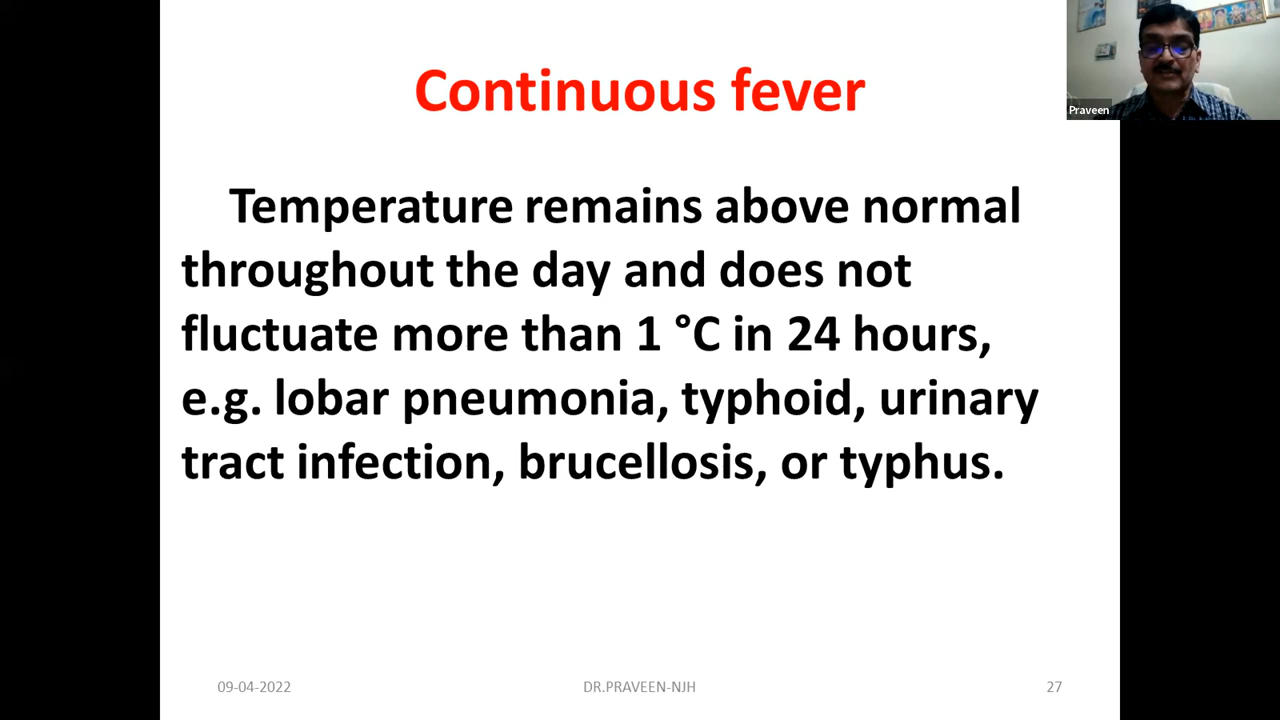 Continuous fever
Praveen
Temperature remains above normal
throughout the day and does not
fluctuate more than 1 °C in 24 hours,
e.g. lobar pneumonia, typhoid, urinary
tract infection, brucellosis, or typhus.
09-04-2022
DR.PRAVEEN-NJH
27